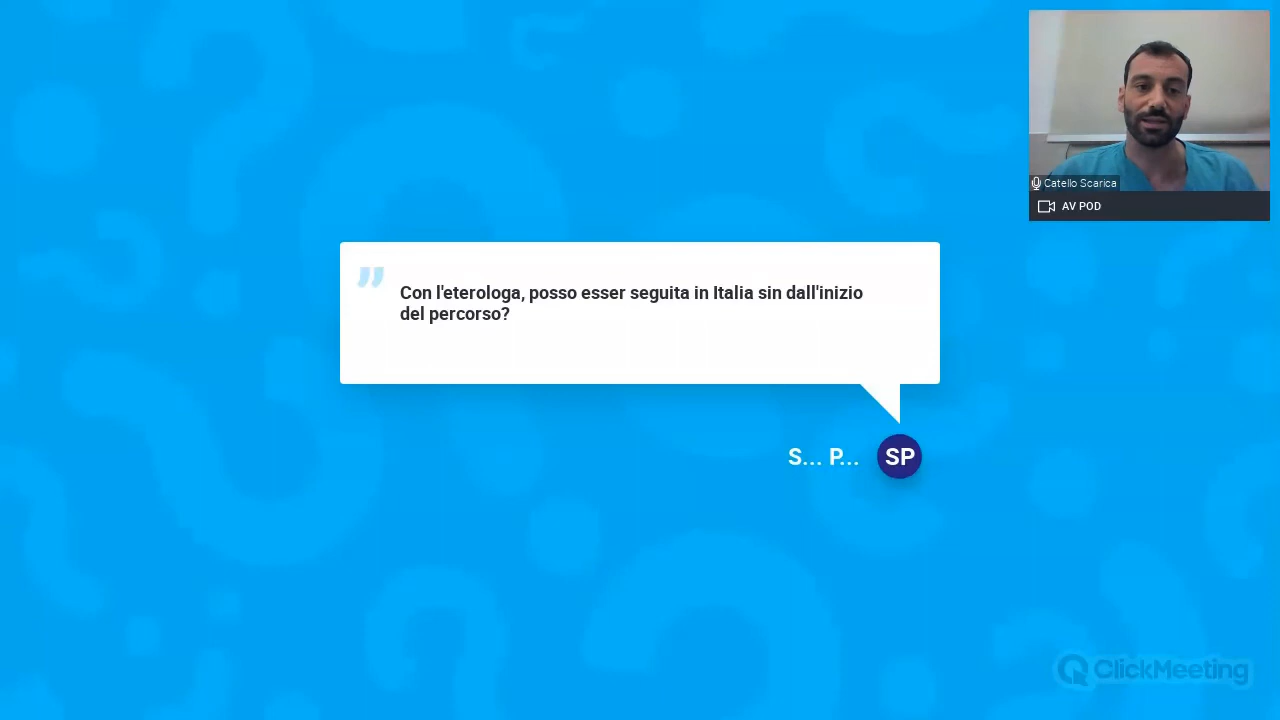 Catello Scarica
AV POD
”
Con l'eterologa, posso esser seguita in Italia sin dall'inizio
del percorso?
S... P... SP
ClickMeeting